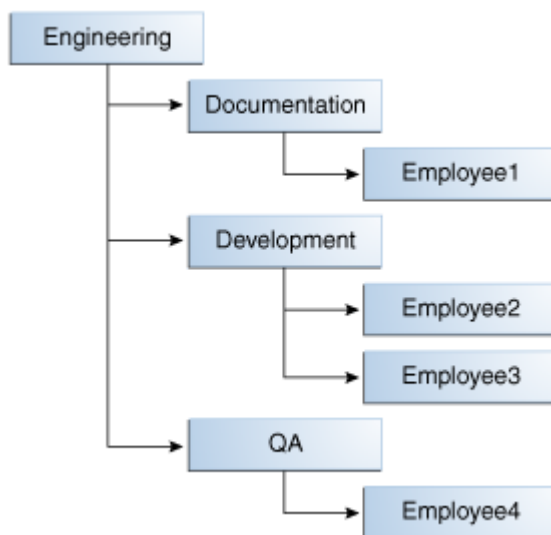 Engineering
Documentation
Employee1
Development
Employee2
Employee3
QA
Employee4